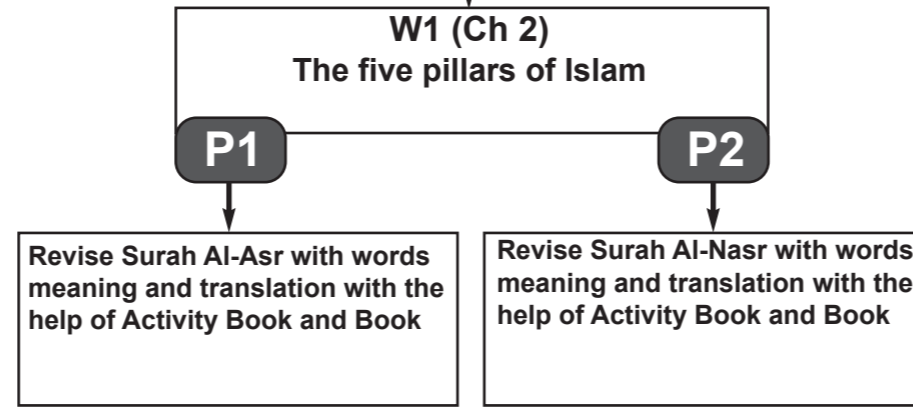 W1 (Ch 2)
The five pillars of Islam
P1
P2
Revise Surah Al-Asr with words
meaning and translation with the
help of Activity Book and Book
Revise Surah Al-Nasr with words
meaning and translation with the
help of Activity Book and Book